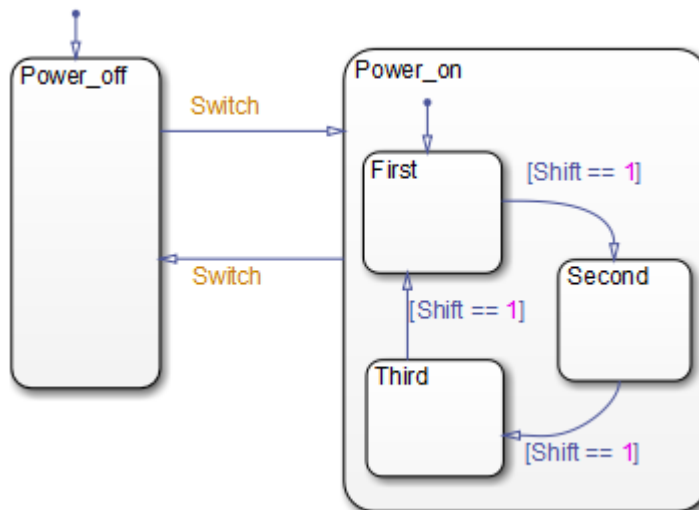 Power_off
Switch
Switch
Power_on
First
[Shift == 1]
Second
[Shift == 1]
Third
[Shift == 1]